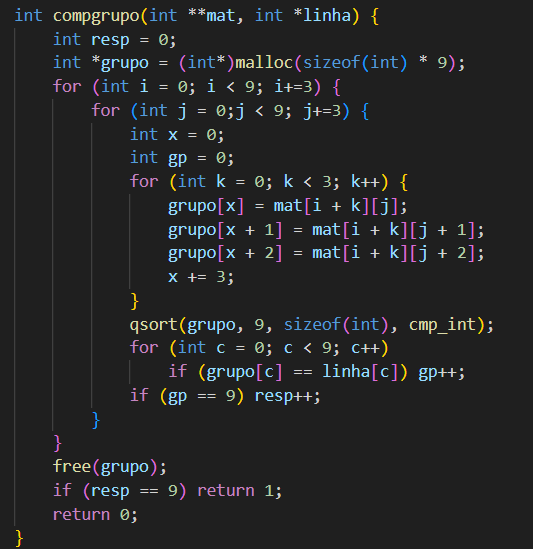 int compgrupo(int **mat, int *linha) {
    int resp = 0;
    int *grupo = (int*)malloc(sizeof(int) * 9);
    for (int i = 0; i < 9; i+=3) {
        for (int j = 0;j < 9; j+=3) {
            int x = 0;
            int gp = 0;
            for (int k = 0; k < 3; k++) {
                grupo[x] = mat[i + k][j];
                grupo[x + 1] = mat[i + k][j + 1];
                grupo[x + 2] = mat[i + k][j + 2];
                x += 3;
            }
            qsort(grupo, 9, sizeof(int), cmp_int);
            for (int c = 0; c < 9; c++)
                if (grupo[c] == linha[c]) gp++;
            if (gp == 9) resp++;
        }
    }
    free(grupo);
    if (resp == 9) return 1;
    return 0;
}